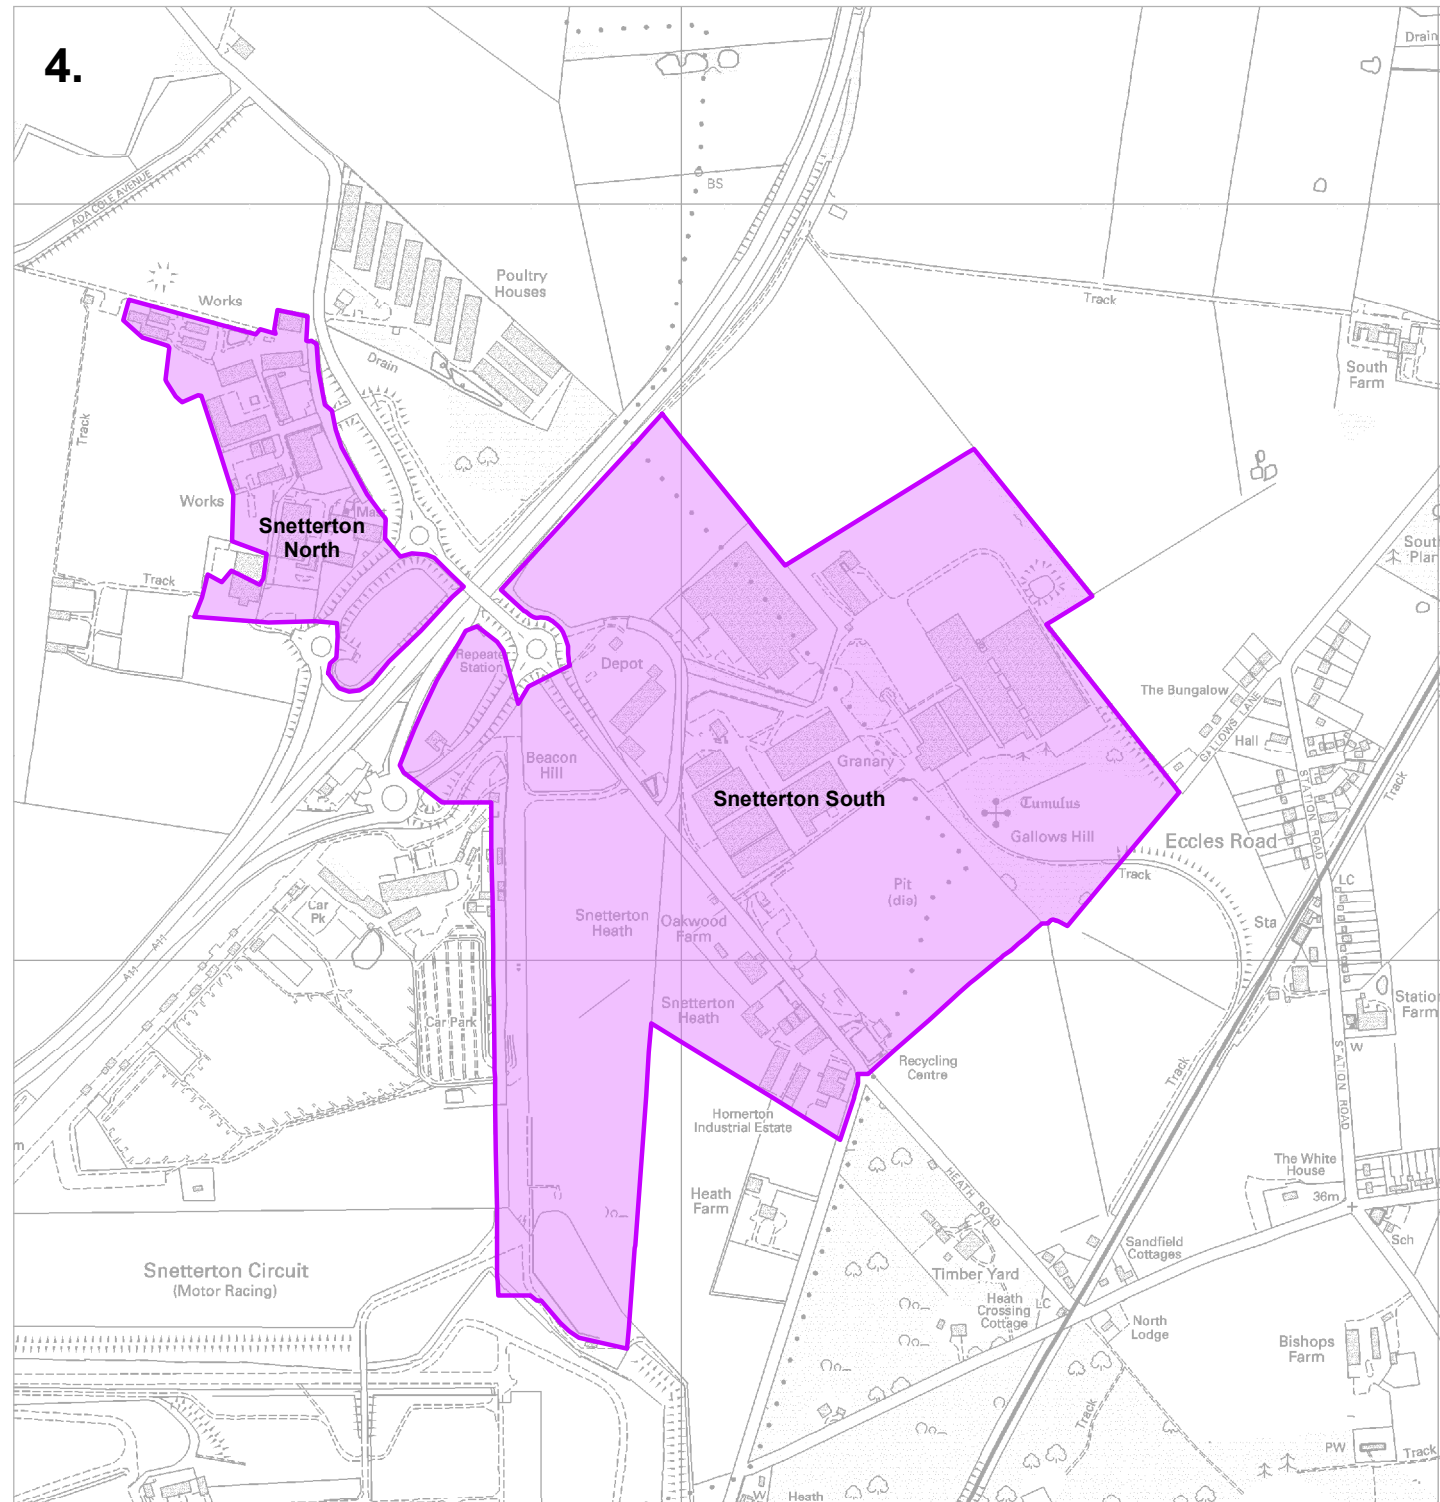 4.
Drain
BS
ADA COLE AVENUE
Poultry
Houses
Works
Track
South
Farm
Drain
Track
Works
Mast
Snetterton
North
Track
Repeater
Station
Depot
The Bungalow
GALLOWS LANE
Hall
STATION ROAD
Track
Beacon
Hill
Granary
Snetterton South
Tumulus
Gallows Hill
Eccles Road
Track
LC
Pit
(dis)
Car
Pk
Snetterton
Heath
Oakwood
Farm
Sta
A11
A11
Snetterton
Heath
Car Park
Station
Farm
W
Recycling
Centre
Track
STATION ROAD
Homerton
Industrial Estate
The White
House
36m
Heath
Farm
HEATH ROAD
Sch
Sandfield
Cottages
Snetterton Circuit
(Motor Racing)
Timber Yard
Heath
Crossing
Cottage
LC
North
Lodge
Bishops
Farm
Track
PW
Track
W
Heath